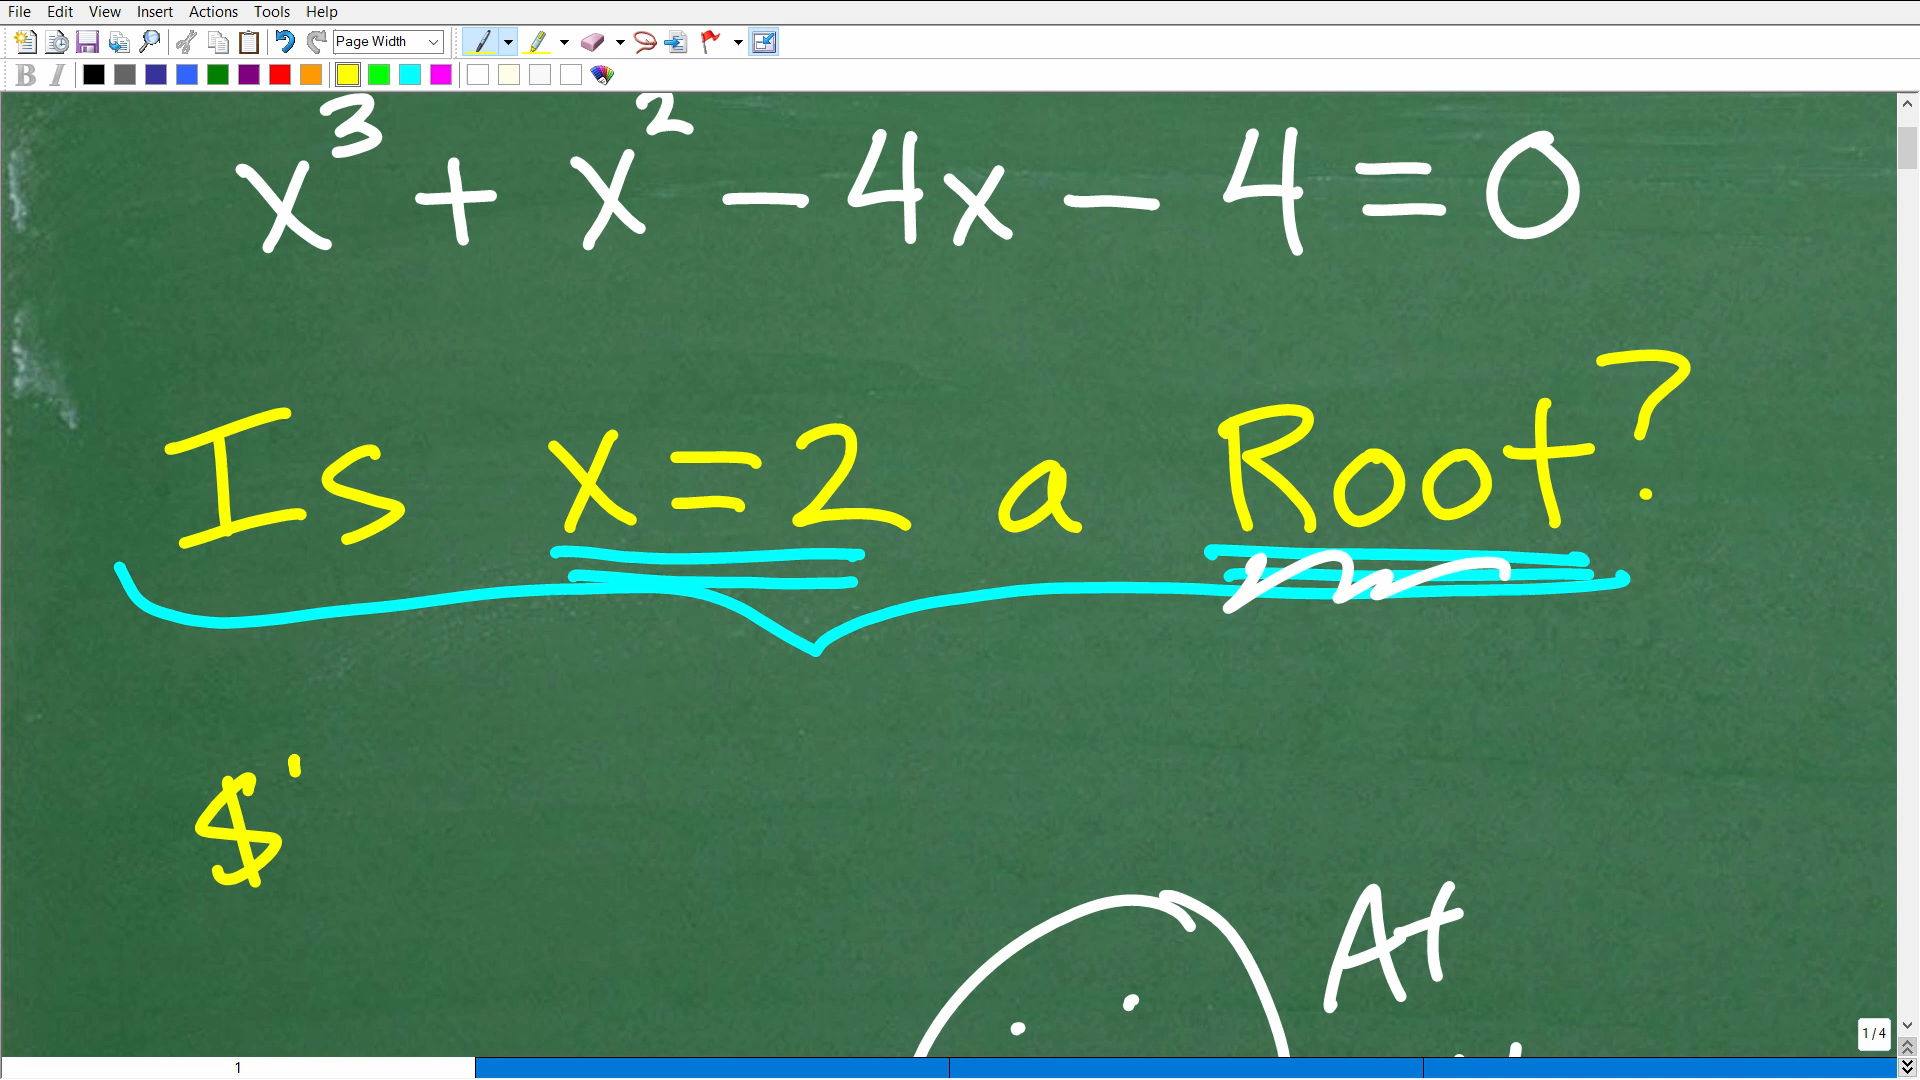 File Edit View Insert Actions Tools Help
Page Width
B I
x³ + x² - 4x - 4 = 0
Is x=2 a Root?
$
A+
1 / 4
1